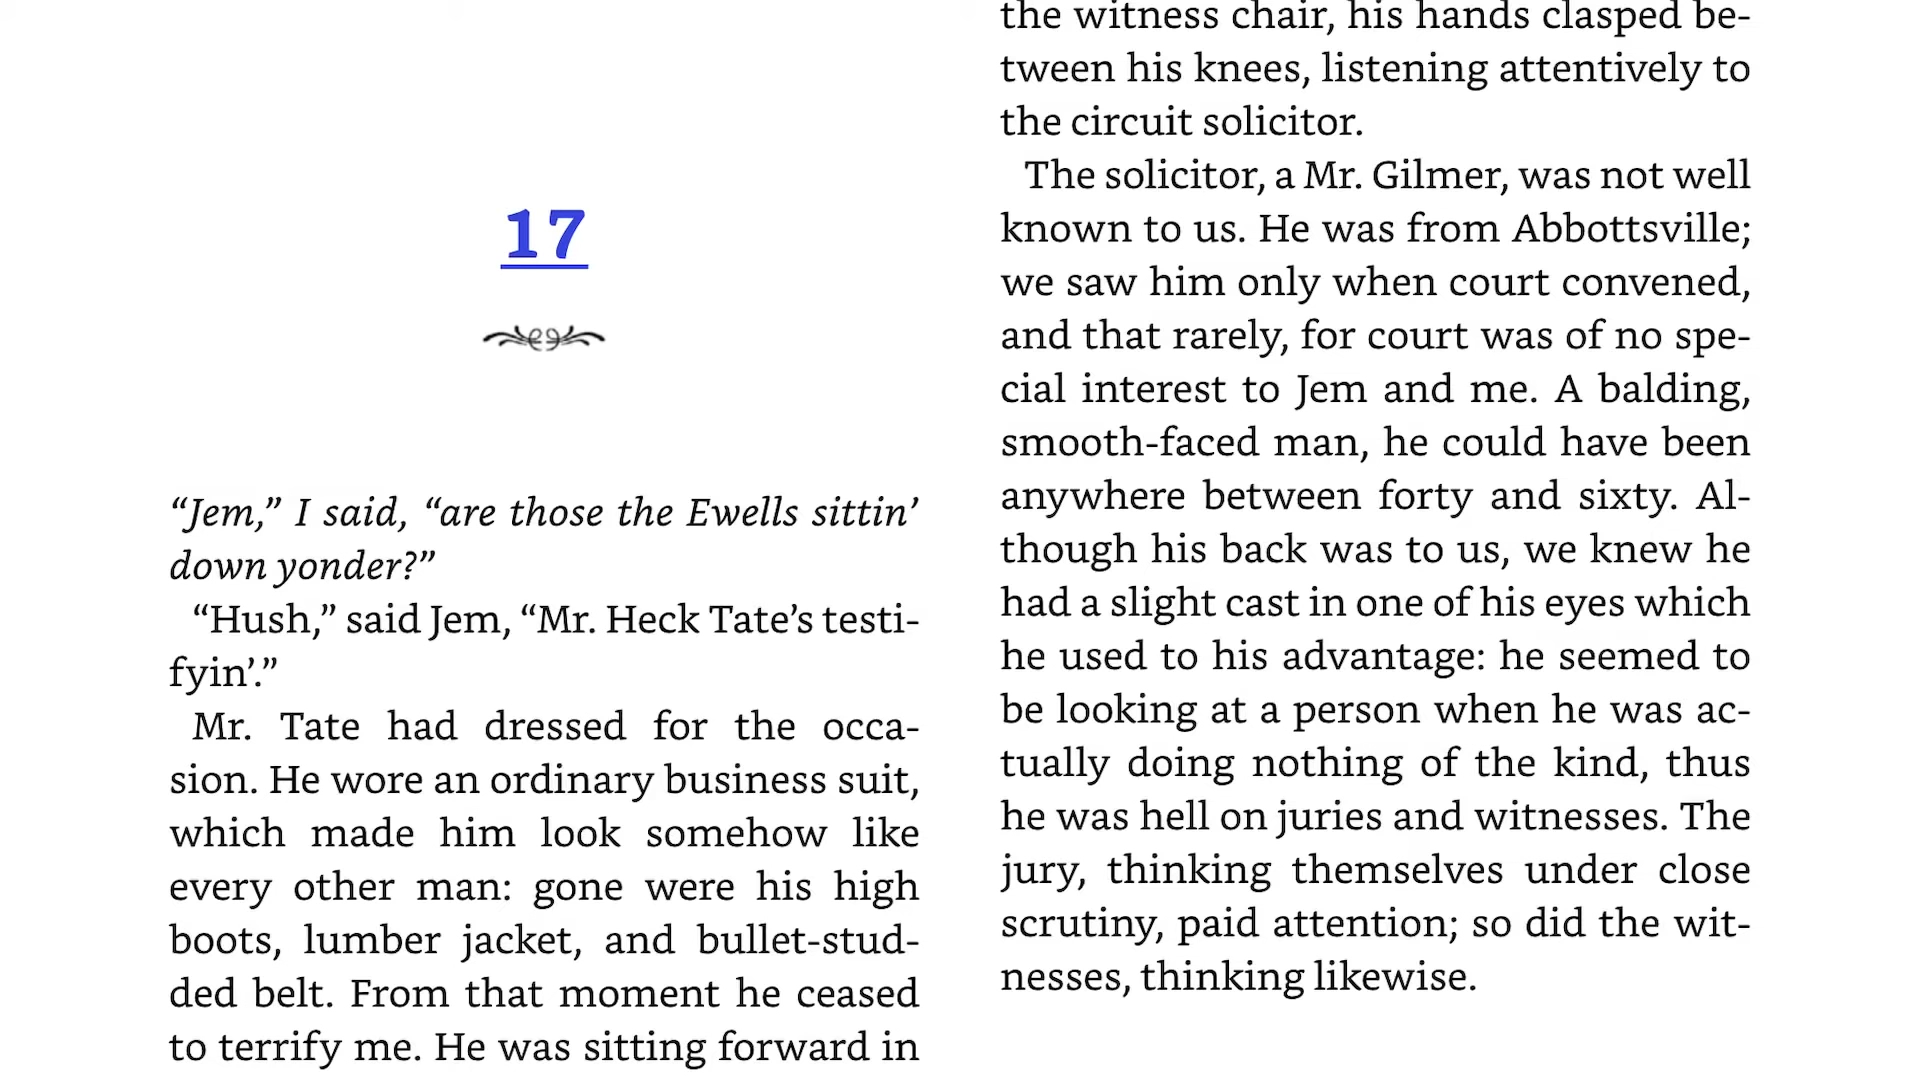 17
“Jem,” I said, “are those the Ewells sittin’
down yonder?”
“Hush,” said Jem, “Mr. Heck Tate’s testi-
fyin’.”
Mr. Tate had dressed for the occa-
sion. He wore an ordinary business suit,
which made him look somehow like
every other man: gone were his high
boots, lumber jacket, and bullet-stud-
ded belt. From that moment he ceased
to terrify me. He was sitting forward in
the witness chair, his hands clasped be-
tween his knees, listening attentively to
the circuit solicitor.
The solicitor, a Mr. Gilmer, was not well
known to us. He was from Abbottsville;
we saw him only when court convened,
and that rarely, for court was of no spe-
cial interest to Jem and me. A balding,
smooth-faced man, he could have been
anywhere between forty and sixty. Al-
though his back was to us, we knew he
had a slight cast in one of his eyes which
he used to his advantage: he seemed to
be looking at a person when he was ac-
tually doing nothing of the kind, thus
he was hell on juries and witnesses. The
jury, thinking themselves under close
scrutiny, paid attention; so did the wit-
nesses, thinking likewise.